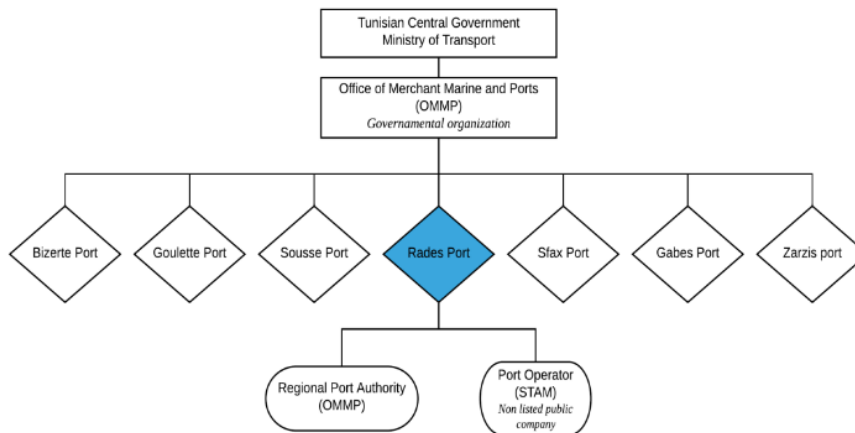 Tunisian Central Government
Ministry of Transport
Office of Merchant Marine and Ports
(OMMP)
Governamental organization
Bizerte Port
Goulette Port
Sousse Port
Rades Port
Sfax Port
Gabes Port
Zarzis port
Regional Port Authority
(OMMP)
Port Operator
(STAM)
Non listed public
company